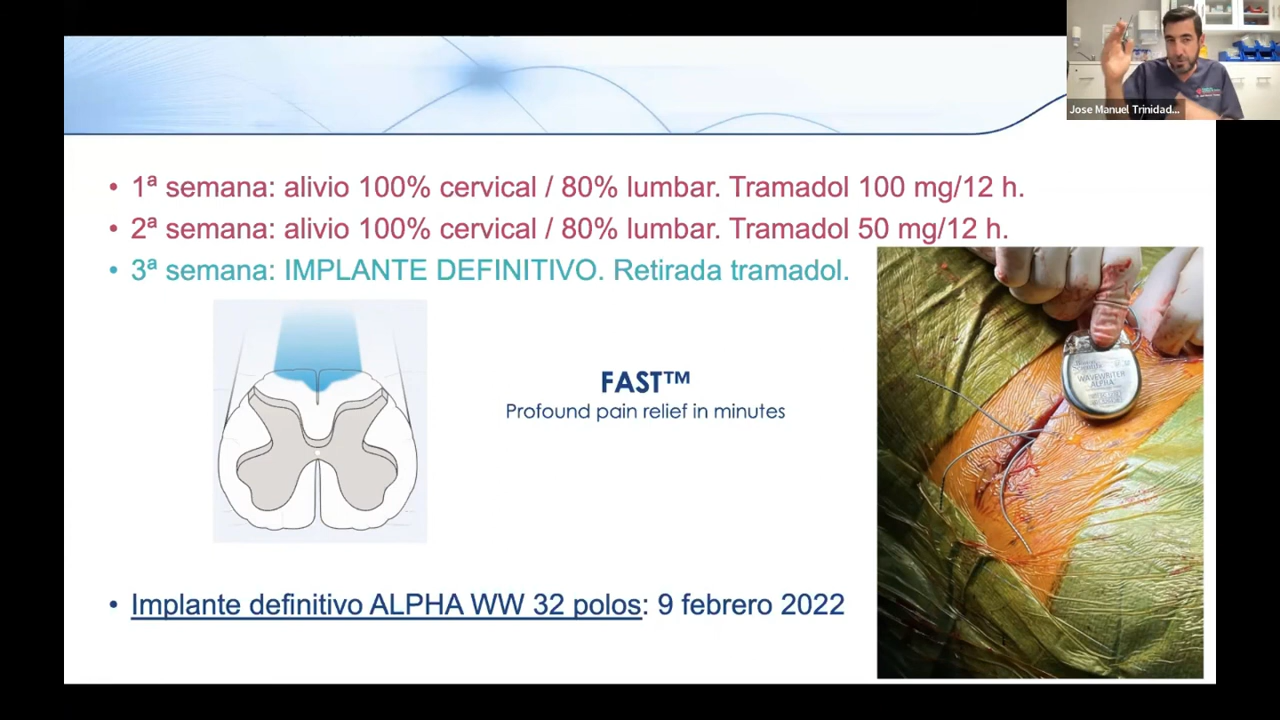 Jose Manuel Trinidad...
• 1ª semana: alivio 100% cervical / 80% lumbar. Tramadol 100 mg/12 h.
• 2ª semana: alivio 100% cervical / 80% lumbar. Tramadol 50 mg/12 h.
• 3ª semana: IMPLANTE DEFINITIVO. Retirada tramadol.
FAST™
Profound pain relief in minutes
WAVEWRITER
ALPHA
• Implante definitivo ALPHA WW 32 polos: 9 febrero 2022